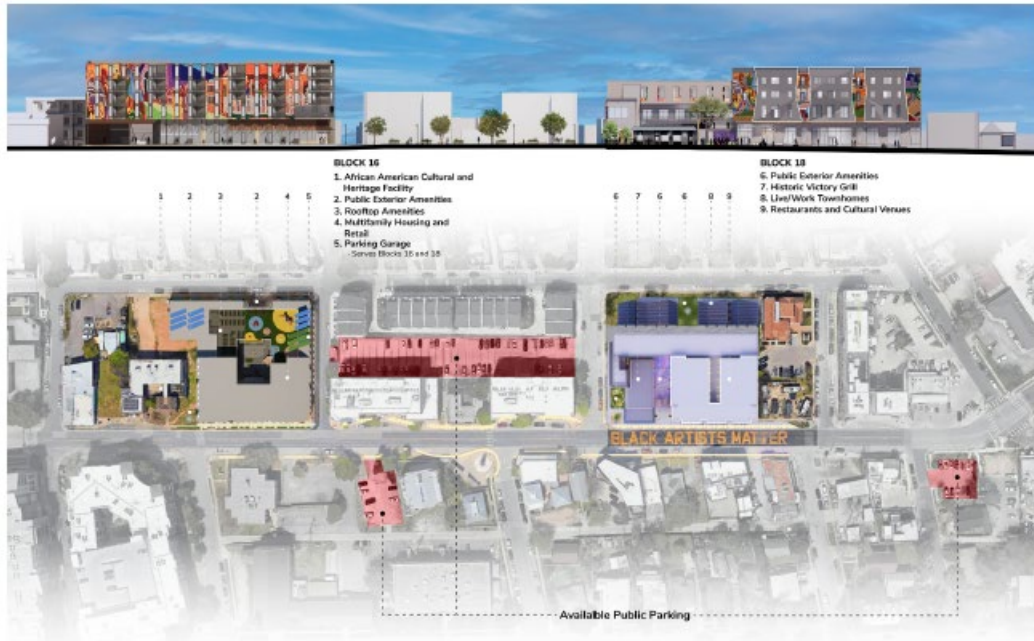 BLOCK 16
1. African American Cultural and
Heritage Facility
2. Public Exterior Amenities
3. Rooftop Amenities
4. Multifamily Housing and
Retail
5. Parking Garage
- Serves Blocks 16 and 18
BLOCK 18
6. Public Exterior Amenities
7. Historic Victory Grill
8. Live/Work Townhomes
9. Restaurants and Cultural Venues
1 2 3 2 4 5
6 7 6 6 8 9
BLACK ARTISTS MATTER
Available Public Parking